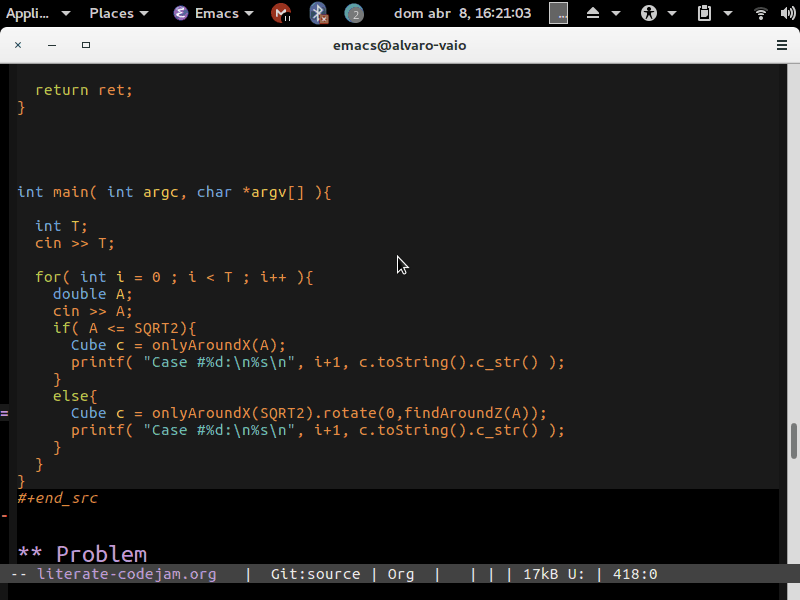 Appli... Places Emacs 2 dom abr 8, 16:21:03 ...
emacs@alvaro-vaio
return ret;
}
int main( int argc, char *argv[] ){
int T;
cin >> T;
for( int i = 0 ; i < T ; i++ ){
double A;
cin >> A;
if( A <= SQRT2){
Cube c = onlyAroundX(A);
printf( "Case #%d:\n%s\n", i+1, c.toString().c_str() );
}
else{
Cube c = onlyAroundX(SQRT2).rotate(0,findAroundZ(A));
printf( "Case #%d:\n%s\n", i+1, c.toString().c_str() );
}
}
}
#+end_src
** Problem
-- literate-codejam.org | Git:source | Org | | | | 17kB U: | 418:0